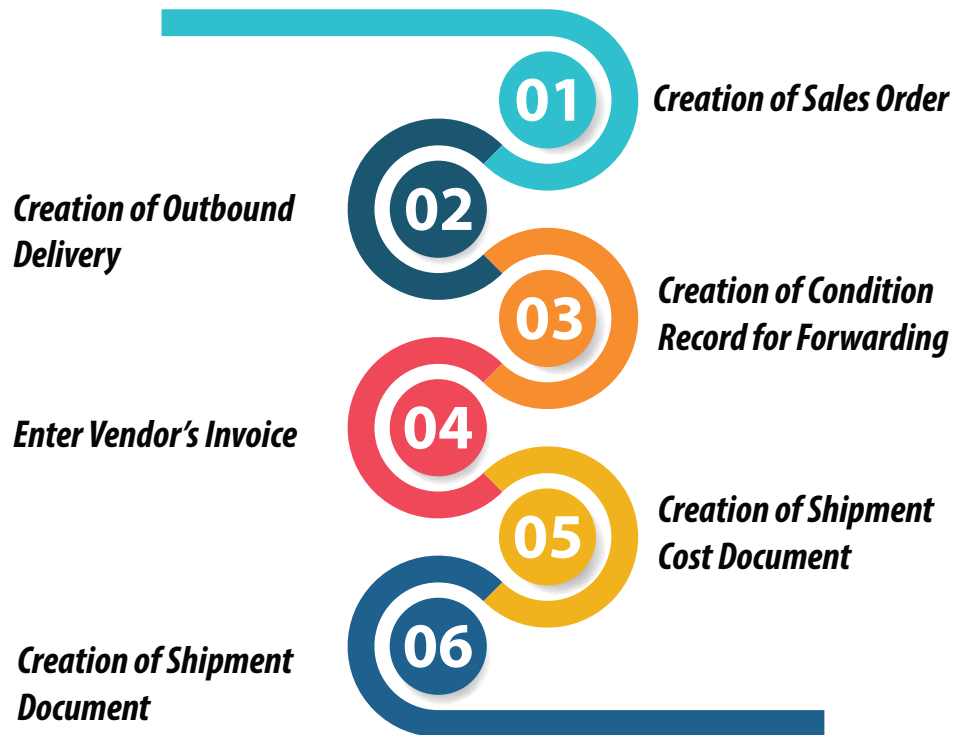 01
Creation of Sales Order
02
Creation of Outbound
Delivery
03
Creation of Condition
Record for Forwarding
04
Enter Vendor’s Invoice
05
Creation of Shipment
Cost Document
06
Creation of Shipment
Document